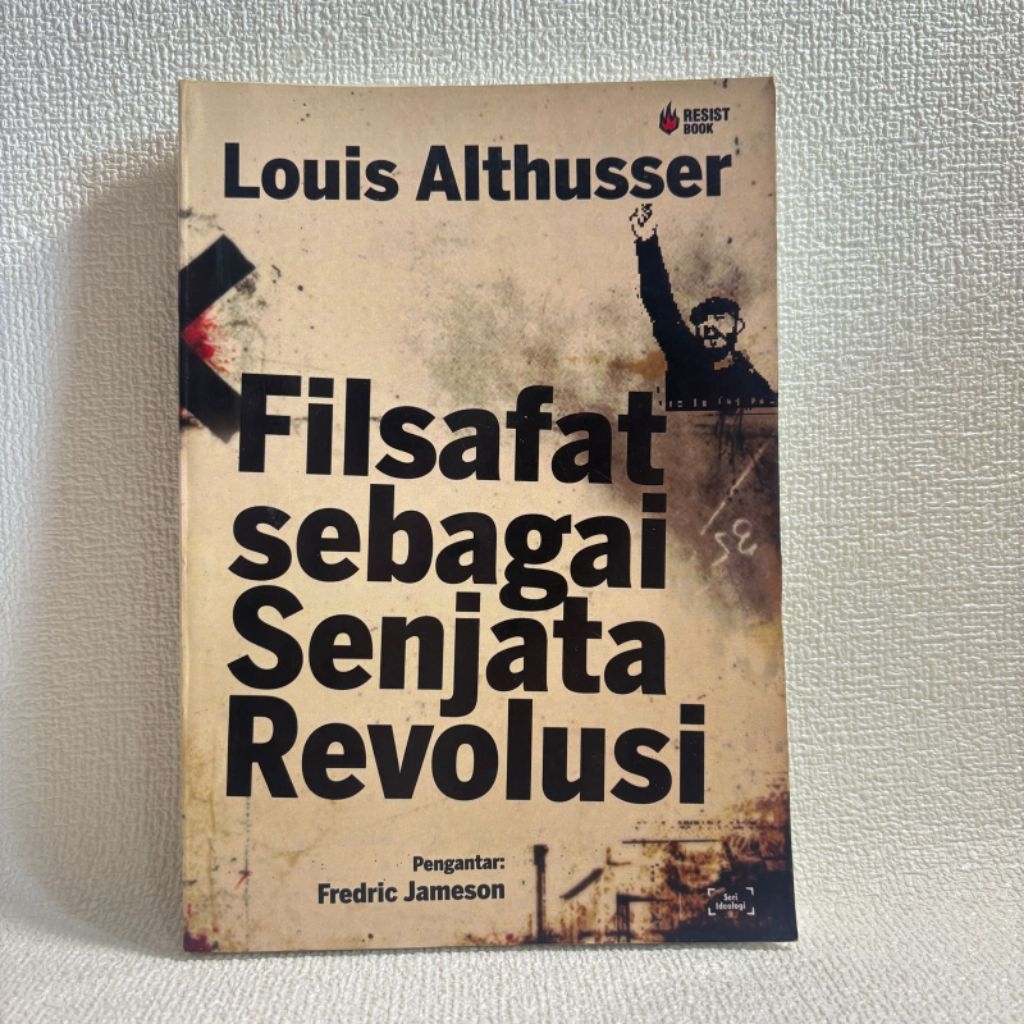 RESIST
BOOK
Louis Althusser
Filsafat
sebagai
Senjata
Revolusi
Pengantar:
Fredric Jameson
Seri
Ideologi